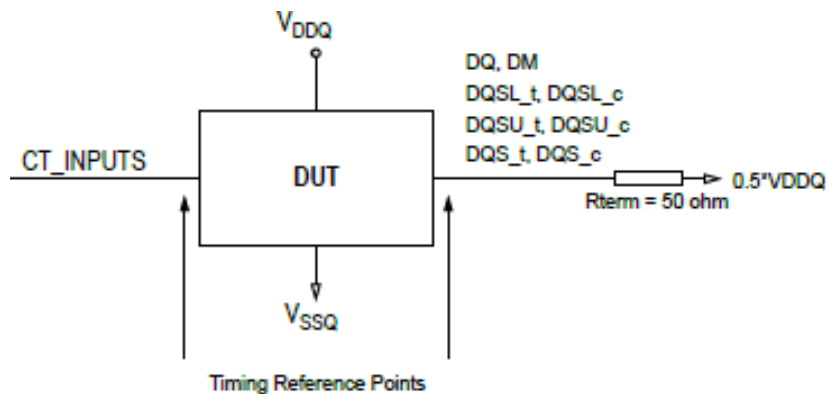 VDDQ
DQ, DM
DQSL_t, DQSL_c
DQSU_t, DQSU_c
DQS_t, DQS_c
CT_INPUTS
DUT
0.5*VDDQ
Rterm = 50 ohm
VSSQ
Timing Reference Points